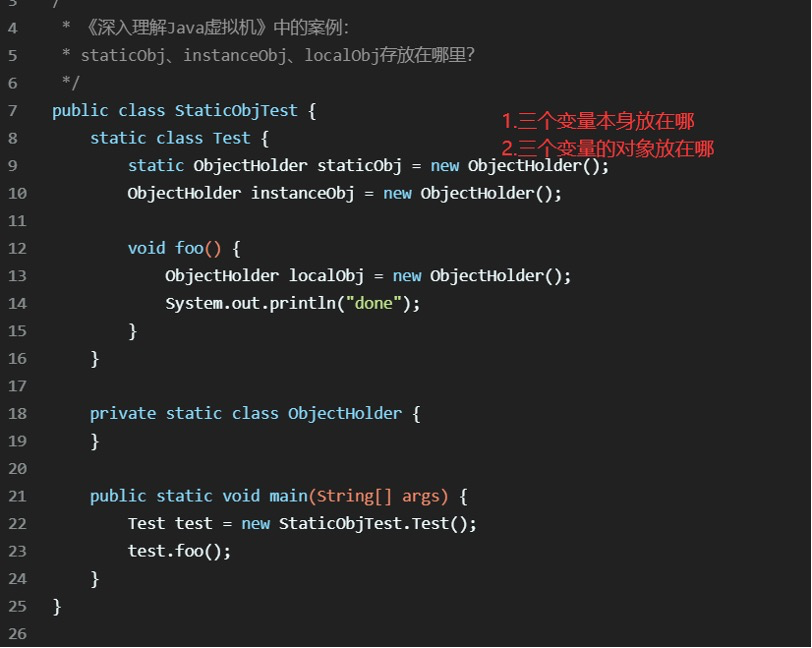 3 /
4 * 《深入理解Java虚拟机》中的案例：
5 * staticObj、instanceObj、localObj存放在哪里？
6 */
7 public class StaticObjTest {
1.三个变量本身放在哪
8 static class Test {
2.三个变量的对象放在哪
9 static ObjectHolder staticObj = new ObjectHolder();
10 ObjectHolder instanceObj = new ObjectHolder();
11
12 void foo() {
13 ObjectHolder localObj = new ObjectHolder();
14 System.out.println("done");
15 }
16 }
17
18 private static class ObjectHolder {
19 }
20
21 public static void main(String[] args) {
22 Test test = new StaticObjTest.Test();
23 test.foo();
24 }
25 }
26